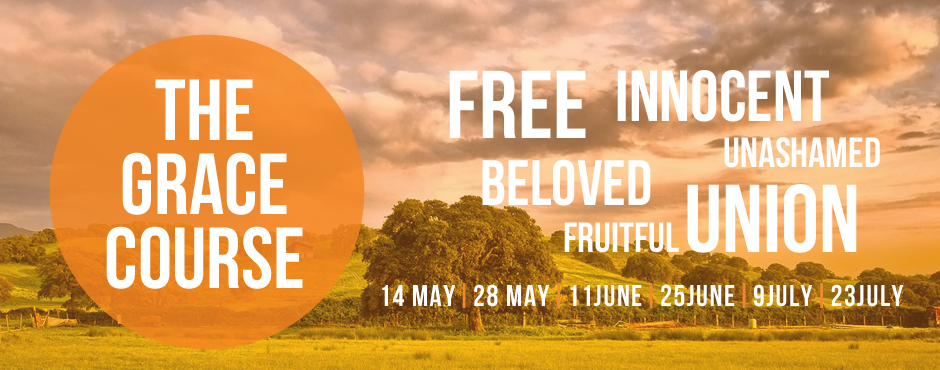 THE
GRACE
COURSE
FREE INNOCENT
UNASHAMED
BELOVED
FRUITFUL UNION
14 MAY | 28 MAY | 11JUNE | 25JUNE | 9JULY | 23JULY